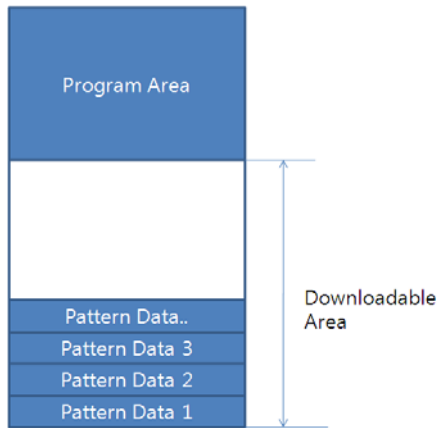 Program Area
Downloadable
Area
Pattern Data..
Pattern Data 3
Pattern Data 2
Pattern Data 1